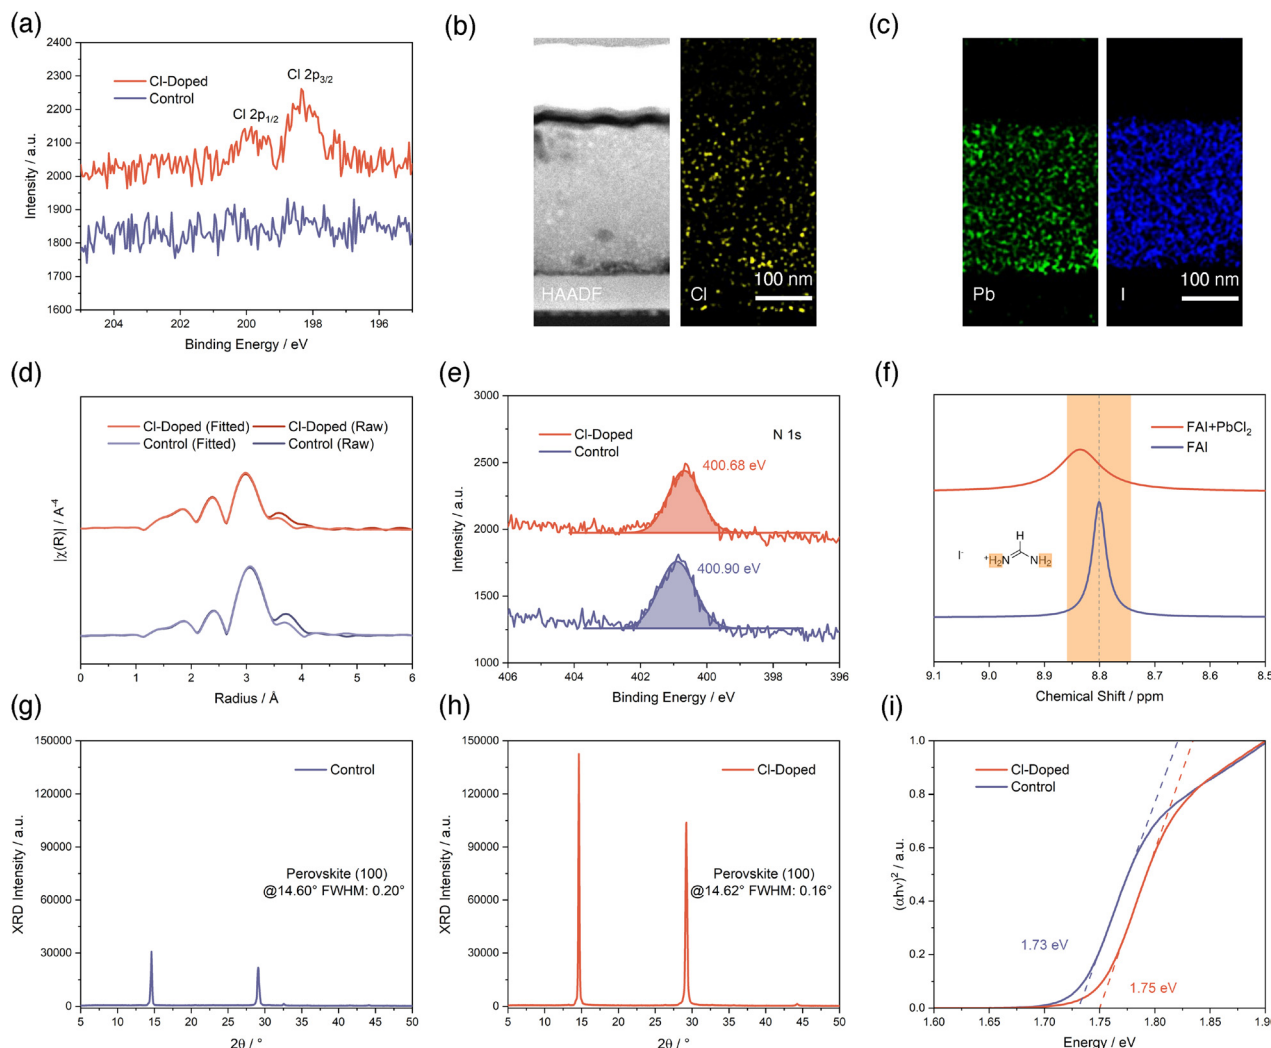 (a)
2400
2300
2200
2100
2000
1900
1800
1700
1600
Intensity / a.u.
Cl-Doped
Control
Cl 2p3/2
Cl 2p1/2
204 202 200 198 196
Binding Energy / eV
(b)
HAADF
Cl
100 nm
(c)
Pb
I
100 nm
(d)
|χ(R)| / Å-4
Cl-Doped (Fitted) Cl-Doped (Raw)
Control (Fitted) Control (Raw)
0 1 2 3 4 5 6
Radius / Å
(e)
3000
2500
2000
1500
1000
Intensity / a.u.
Cl-Doped
Control
N 1s
400.68 eV
400.90 eV
406 404 402 400 398 396
Binding Energy / eV
(f)
FAI+PbCl2
FAI
H
I- +H2N NH2
9.1 9.0 8.9 8.8 8.7 8.6 8.5
Chemical Shift / ppm
(g)
150000
120000
90000
60000
30000
0
XRD Intensity / a.u.
Control
Perovskite (100)
@14.60° FWHM: 0.20°
5 10 15 20 25 30 35 40 45 50
2θ / °
(h)
150000
120000
90000
60000
30000
0
XRD Intensity / a.u.
Cl-Doped
Perovskite (100)
@14.62° FWHM: 0.16°
5 10 15 20 25 30 35 40 45 50
2θ / °
(i)
1.0
0.8
0.6
0.4
0.2
0.0
(αhν)2 / a.u.
Cl-Doped
Control
1.73 eV
1.75 eV
1.60 1.65 1.70 1.75 1.80 1.85 1.90
Energy / eV